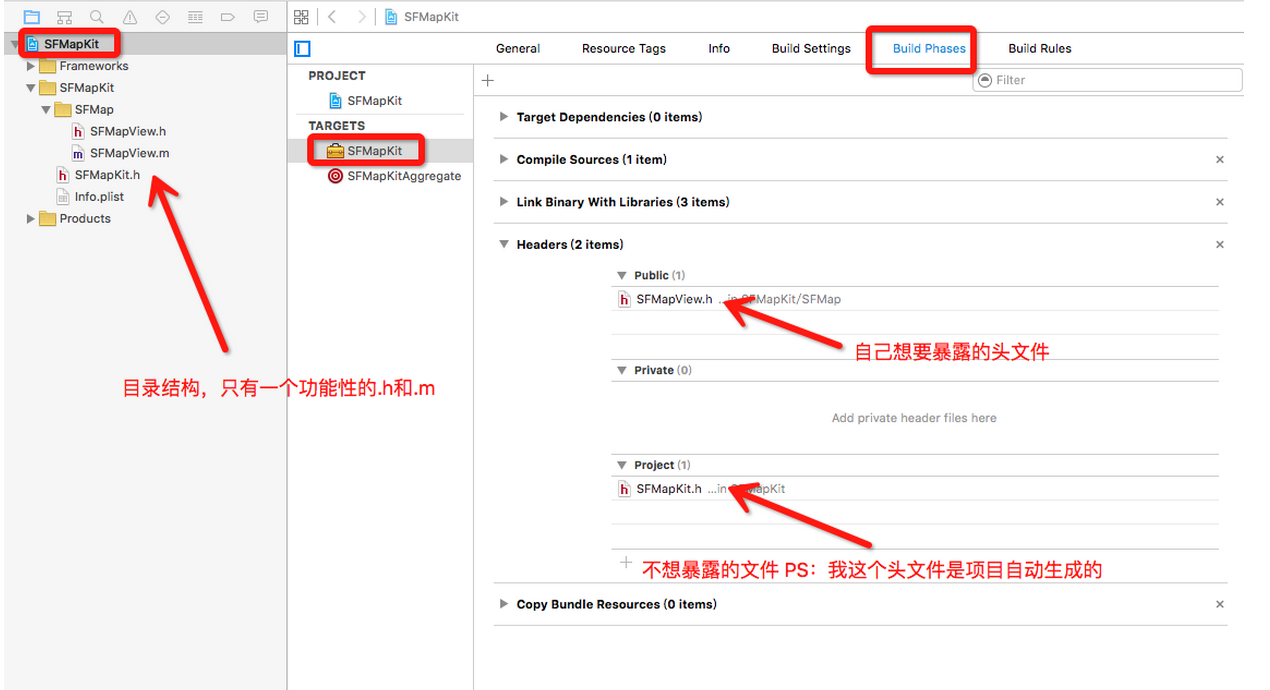 SFMapKit
SFMapKit
Frameworks
SFMapKit
SFMap
SFMapView.h
SFMapView.m
SFMapKit.h
Info.plist
Products
目录结构，只有一个功能性的.h和.m
General Resource Tags Info Build Settings Build Phases Build Rules
PROJECT
SFMapKit
TARGETS
SFMapKit
SFMapKitAggregate
Filter
Target Dependencies (0 items)
Compile Sources (1 item)
Link Binary With Libraries (3 items)
Headers (2 items)
Public (1)
SFMapView.h ...in SFMapKit/SFMap
自己想要暴露的头文件
Private (0)
Add private header files here
Project (1)
SFMapKit.h ...in SFMapKit
不想暴露的文件 PS：我这个头文件是项目自动生成的
Copy Bundle Resources (0 items)